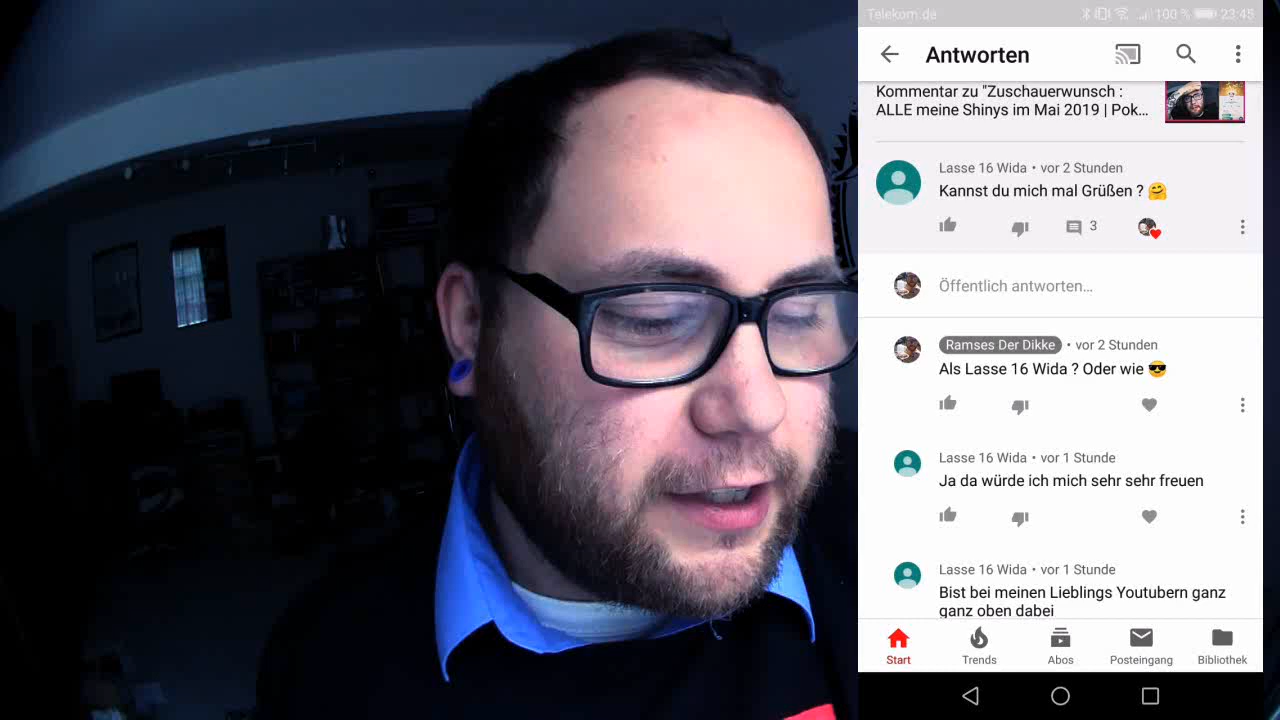 Telekom.de 100 % 23:45
Antworten
Kommentar zu "Zuschauerwunsch :
ALLE meine Shinys im Mai 2019 | Pok...
Lasse 16 Wida • vor 2 Stunden
Kannst du mich mal Grüßen ? 🤗
3
Öffentlich antworten...
Ramses Der Dikke • vor 2 Stunden
Als Lasse 16 Wida ? Oder wie 😎
Lasse 16 Wida • vor 1 Stunde
Ja da würde ich mich sehr sehr freuen
Lasse 16 Wida • vor 1 Stunde
Bist bei meinen Lieblings Youtubern ganz
ganz oben dabei
Start Trends Abos Posteingang Bibliothek